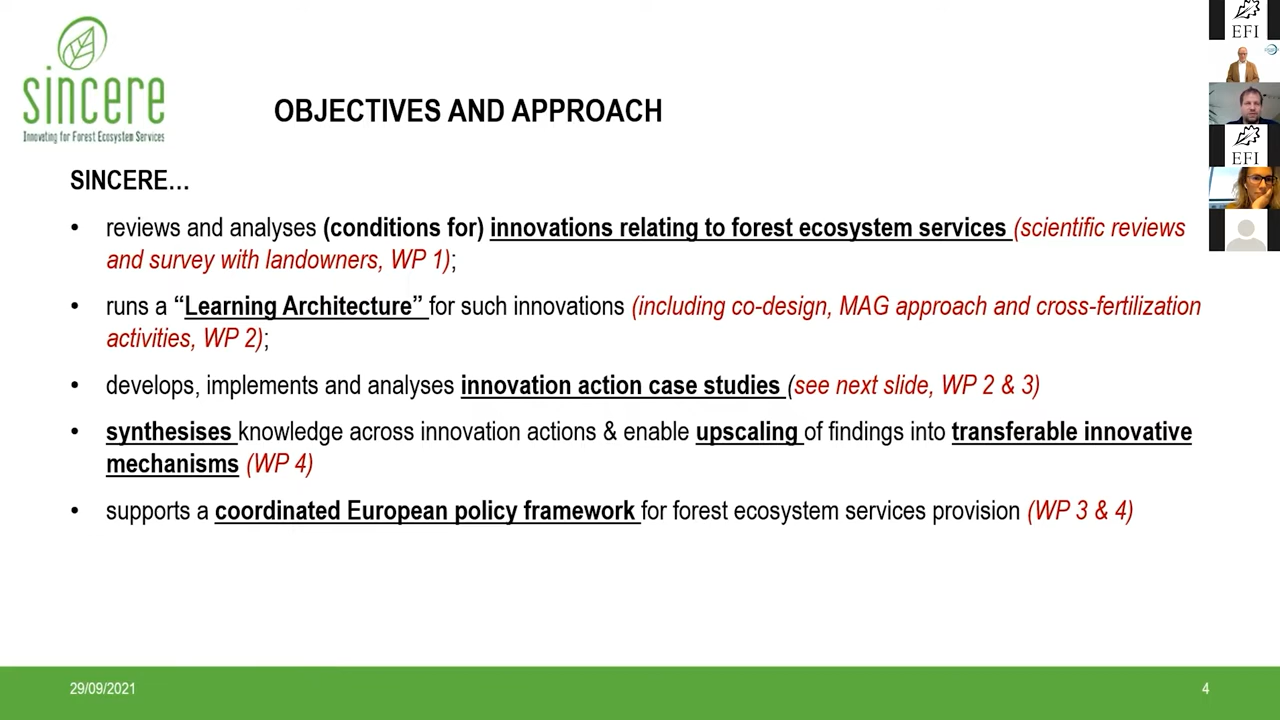 sincere
Innovating for Forest Ecosystem Services
OBJECTIVES AND APPROACH
SINCERE…
• reviews and analyses (conditions for) innovations relating to forest ecosystem services (scientific reviews
and survey with landowners, WP 1);
• runs a “Learning Architecture” for such innovations (including co-design, MAG approach and cross-fertilization
activities, WP 2);
• develops, implements and analyses innovation action case studies (see next slide, WP 2 & 3)
• synthesises knowledge across innovation actions & enable upscaling of findings into transferable innovative
mechanisms (WP 4)
• supports a coordinated European policy framework for forest ecosystem services provision (WP 3 & 4)
29/09/2021
4
EFI
EFI